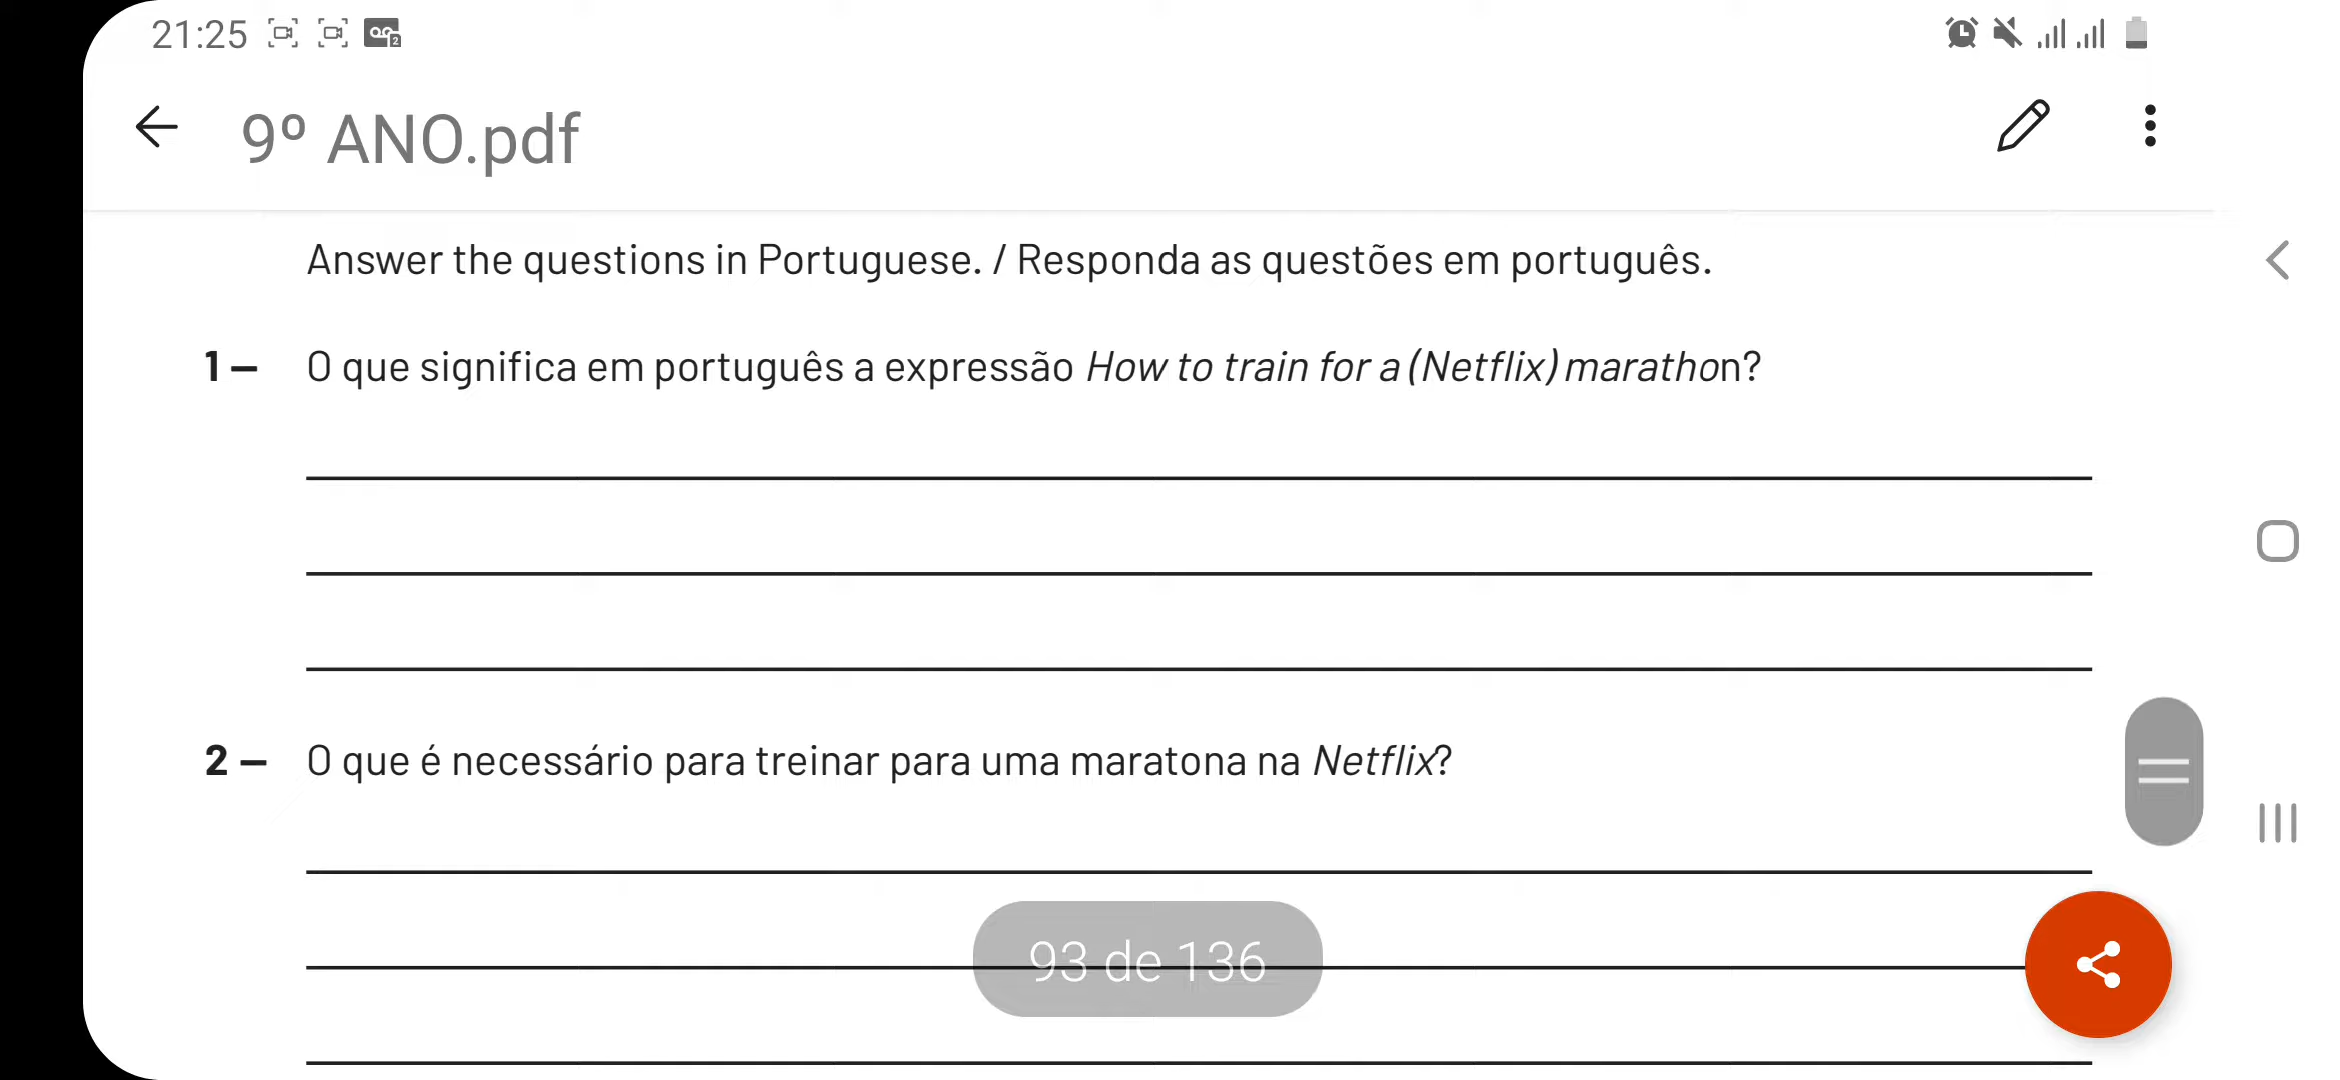 21:25
9º ANO.pdf
Answer the questions in Portuguese. / Responda as questões em português.
1 – O que significa em português a expressão How to train for a (Netflix) marathon?
2 – O que é necessário para treinar para uma maratona na Netflix?
93 de 136